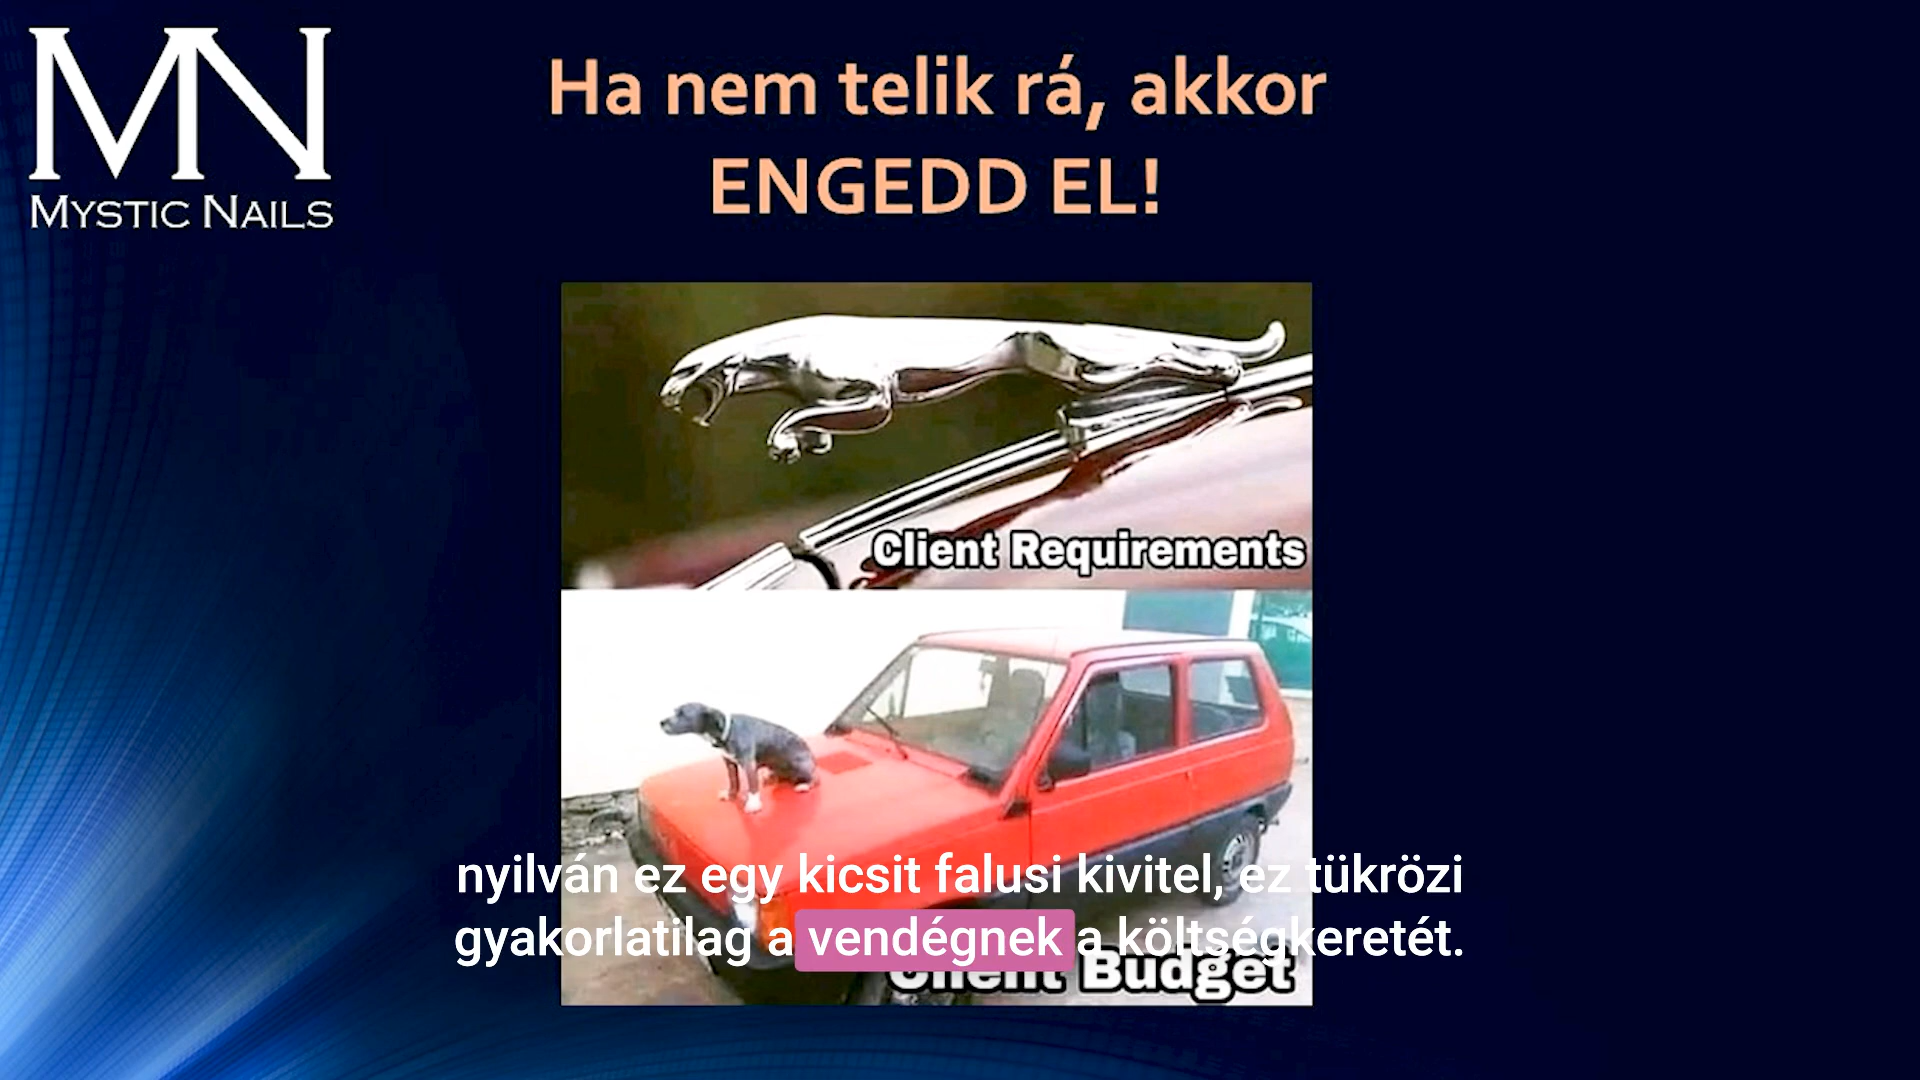 MN
MYSTIC NAILS
Ha nem telik rá, akkor
ENGEDD EL!
Client Requirements
nyilván ez egy kicsit falusi kivitel, ez tükrözi
gyakorlatilag a vendégnek a költségkeretét.
Client Budget